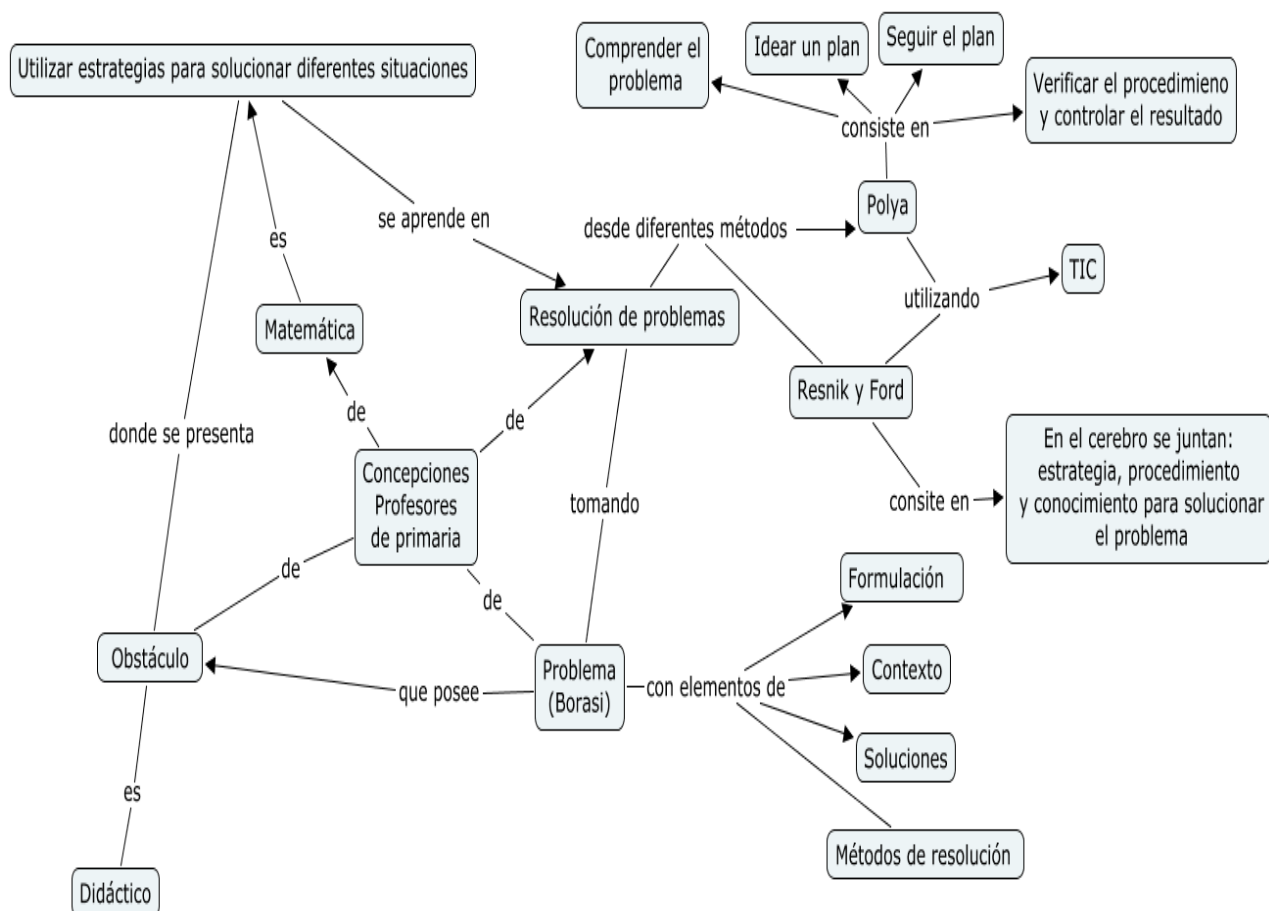 Utilizar estrategias para solucionar diferentes situaciones
Comprender el
problema
Idear un plan
Seguir el plan
Verificar el procedimieno
y controlar el resultado
consiste en
Polya
se aprende en
desde diferentes métodos
es
TIC
utilizando
Matemática
Resolución de problemas
Resnik y Ford
de
de
donde se presenta
Concepciones
Profesores
de primaria
En el cerebro se juntan:
estrategia, procedimiento
y conocimiento para solucionar
el problema
consite en
tomando
de
de
Formulación
Obstáculo
Problema
(Borasi)
que posee
con elementos de
Contexto
Soluciones
es
Métodos de resolución
Didáctico